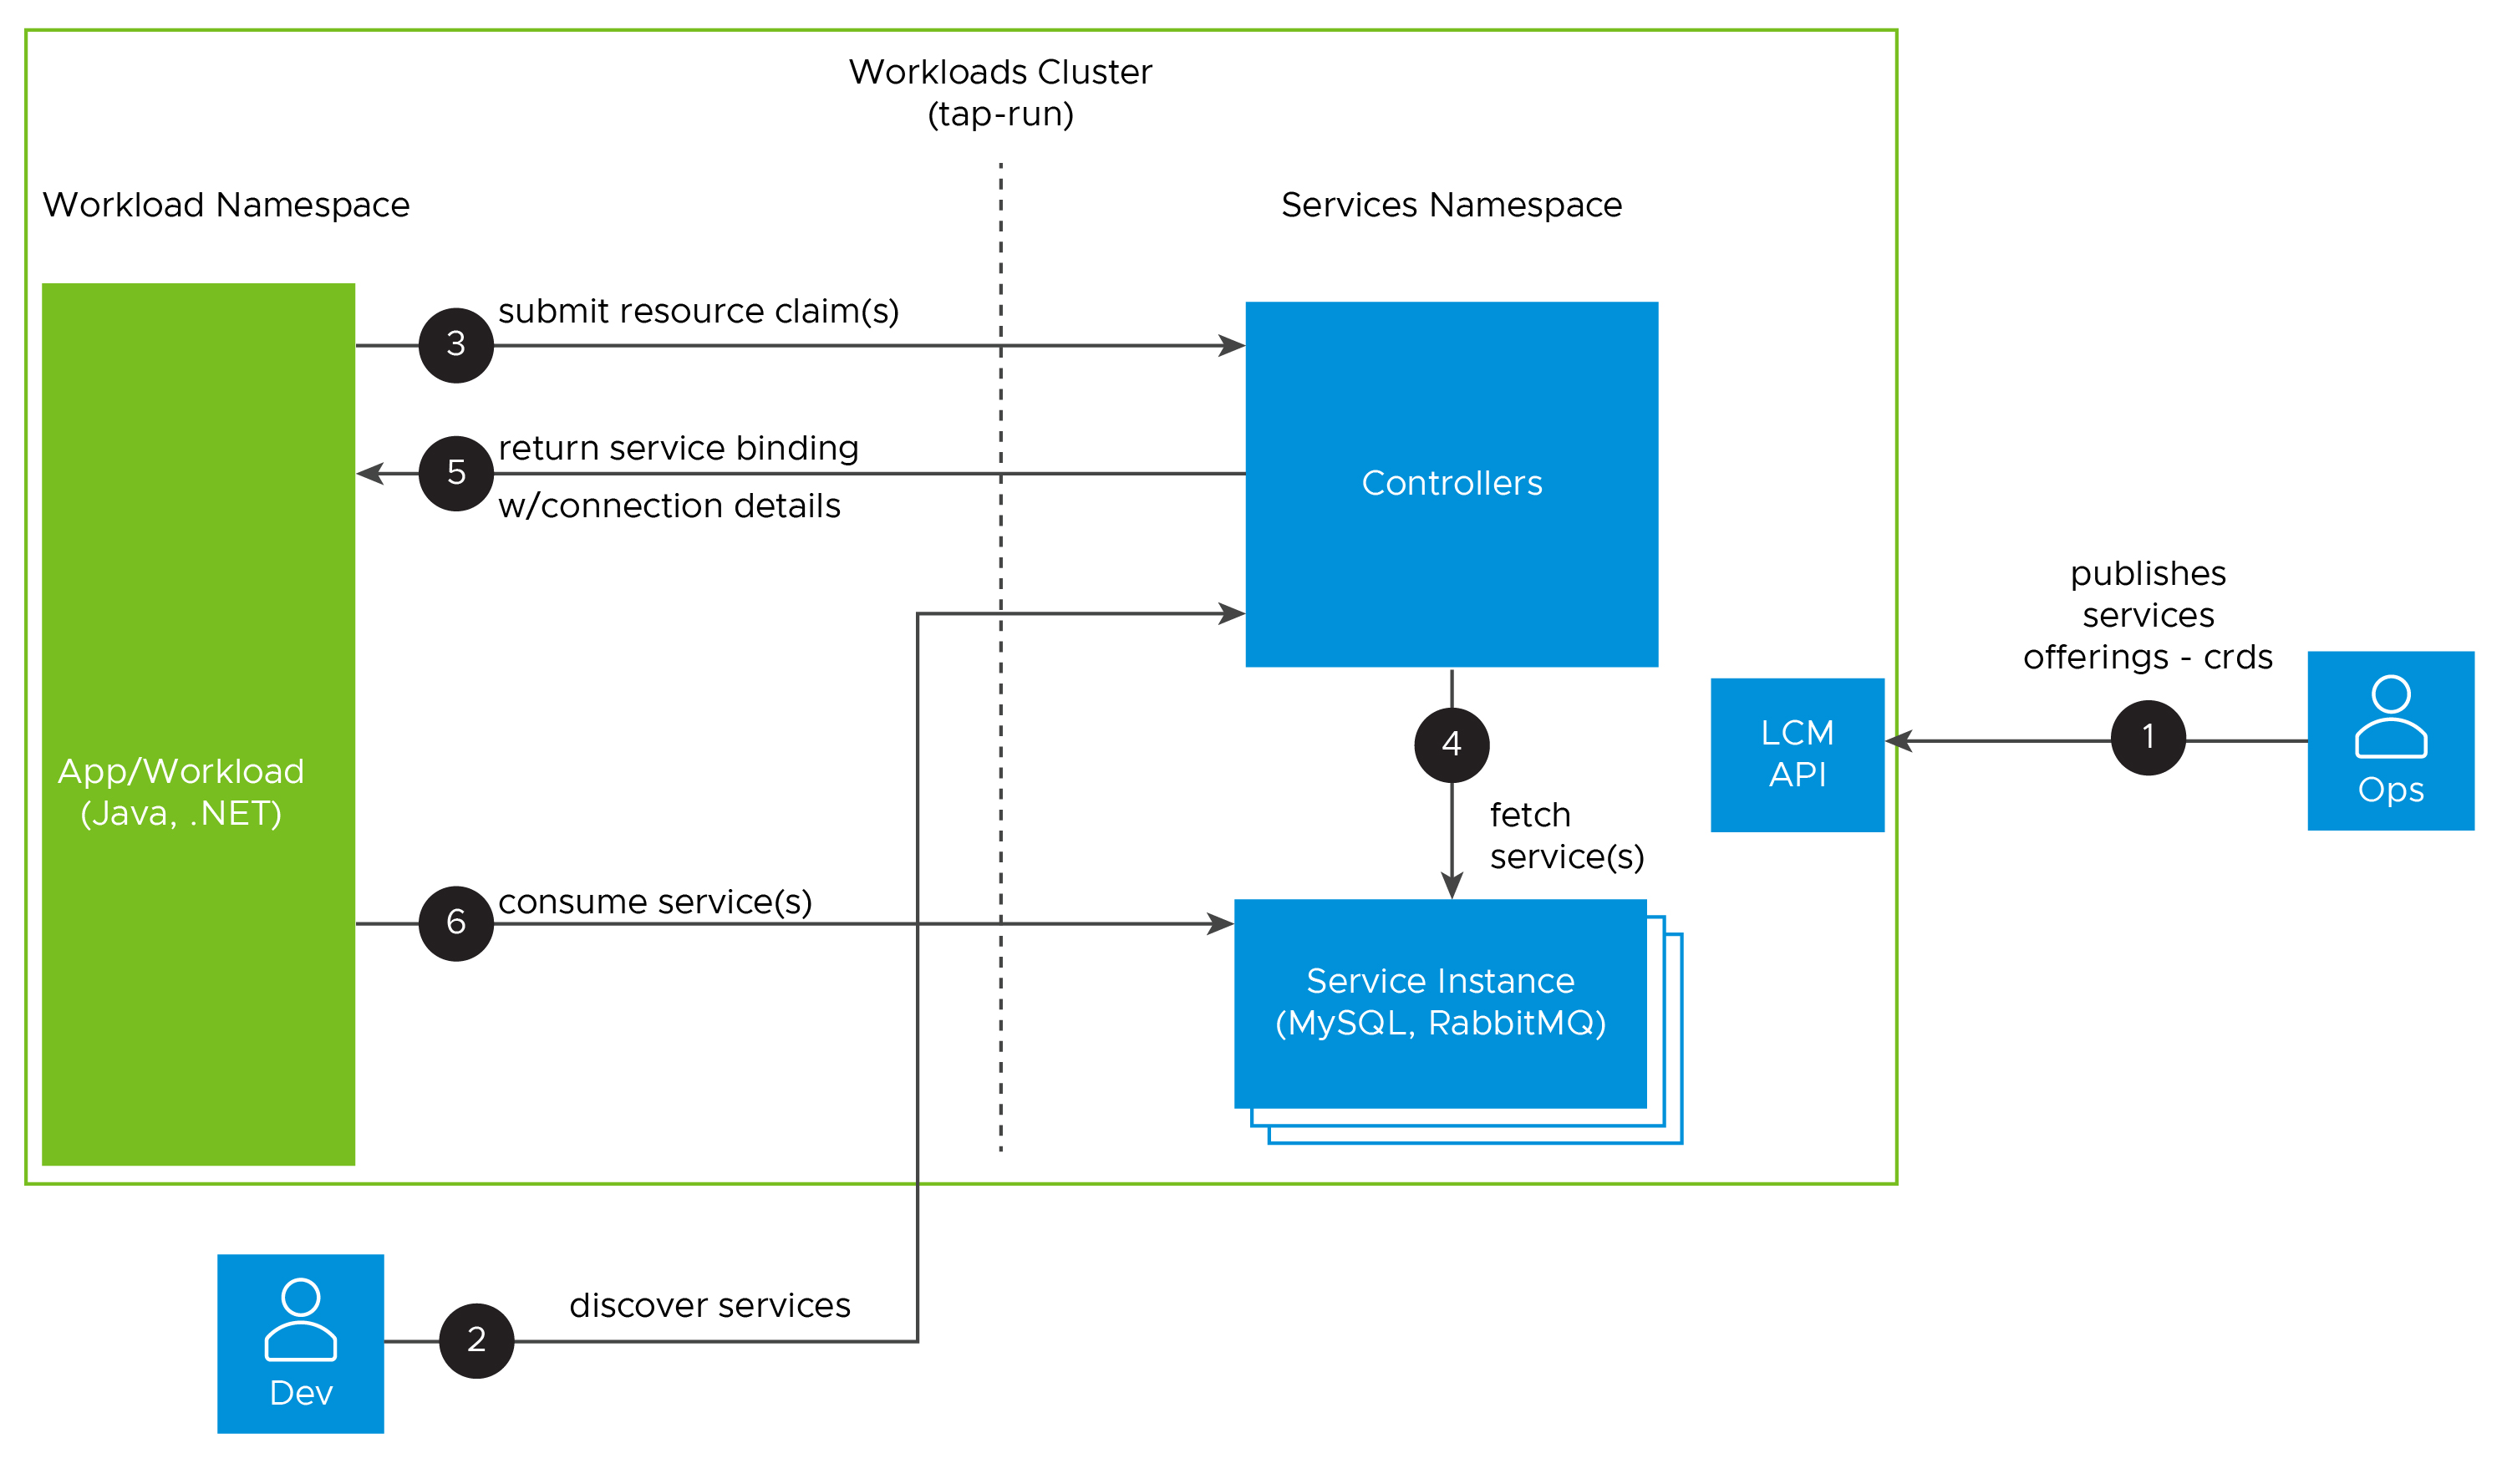 Workloads Cluster
(tap-run)
Workload Namespace
Services Namespace
3
submit resource claim(s)
5
return service binding
w/connection details
Controllers
publishes
services
offerings - crds
1
LCM
API
Ops
4
fetch
service(s)
App/Workload
(Java, .NET)
6
consume service(s)
Service Instance
(MySQL, RabbitMQ)
2
discover services
Dev